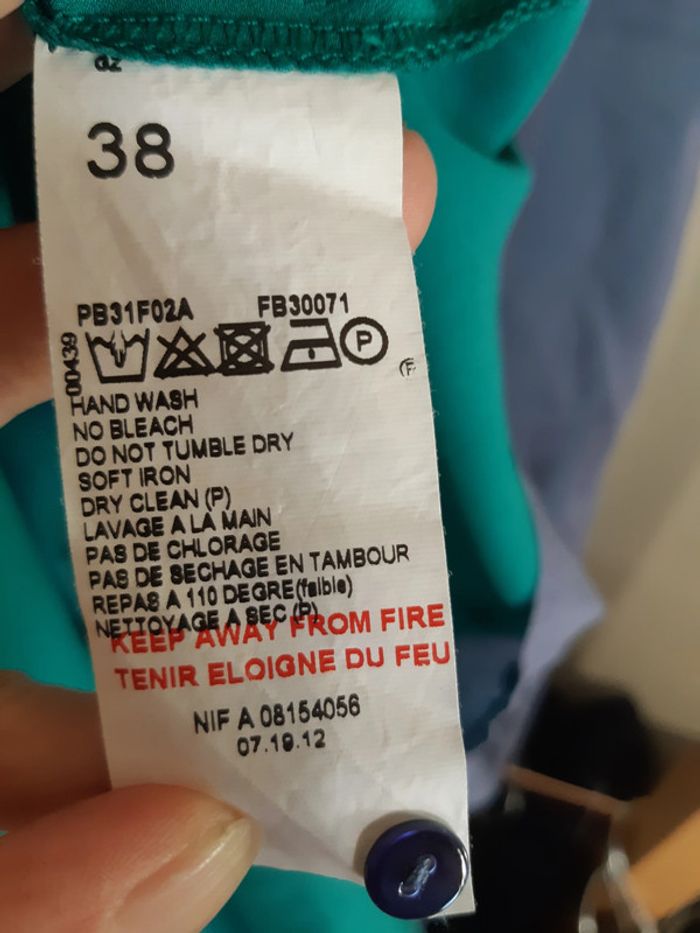 38
PB31F02A FB30071
00439
P
HAND WASH
NO BLEACH
DO NOT TUMBLE DRY
SOFT IRON
DRY CLEAN (P)
LAVAGE A LA MAIN
PAS DE CHLORAGE
PAS DE SECHAGE EN TAMBOUR
REPAS A 110 DEGRE(faible)
NETTOYAGE A SEC (P)
KEEP AWAY FROM FIRE
TENIR ELOIGNE DU FEU
NIF A 08154056
07.19.12